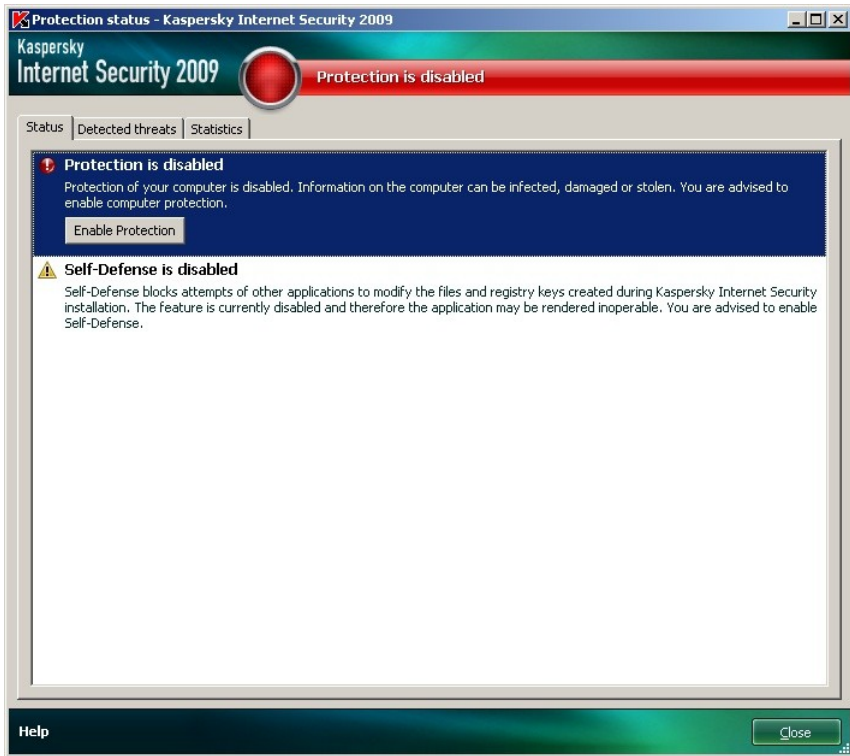 Protection status - Kaspersky Internet Security 2009
Kaspersky
Internet Security 2009
Protection is disabled
Status Detected threats Statistics
Protection is disabled
Protection of your computer is disabled. Information on the computer can be infected, damaged or stolen. You are advised to
enable computer protection.
Enable Protection
Self-Defense is disabled
Self-Defense blocks attempts of other applications to modify the files and registry keys created during Kaspersky Internet Security
installation. The feature is currently disabled and therefore the application may be rendered inoperable. You are advised to enable
Self-Defense.
Help Close